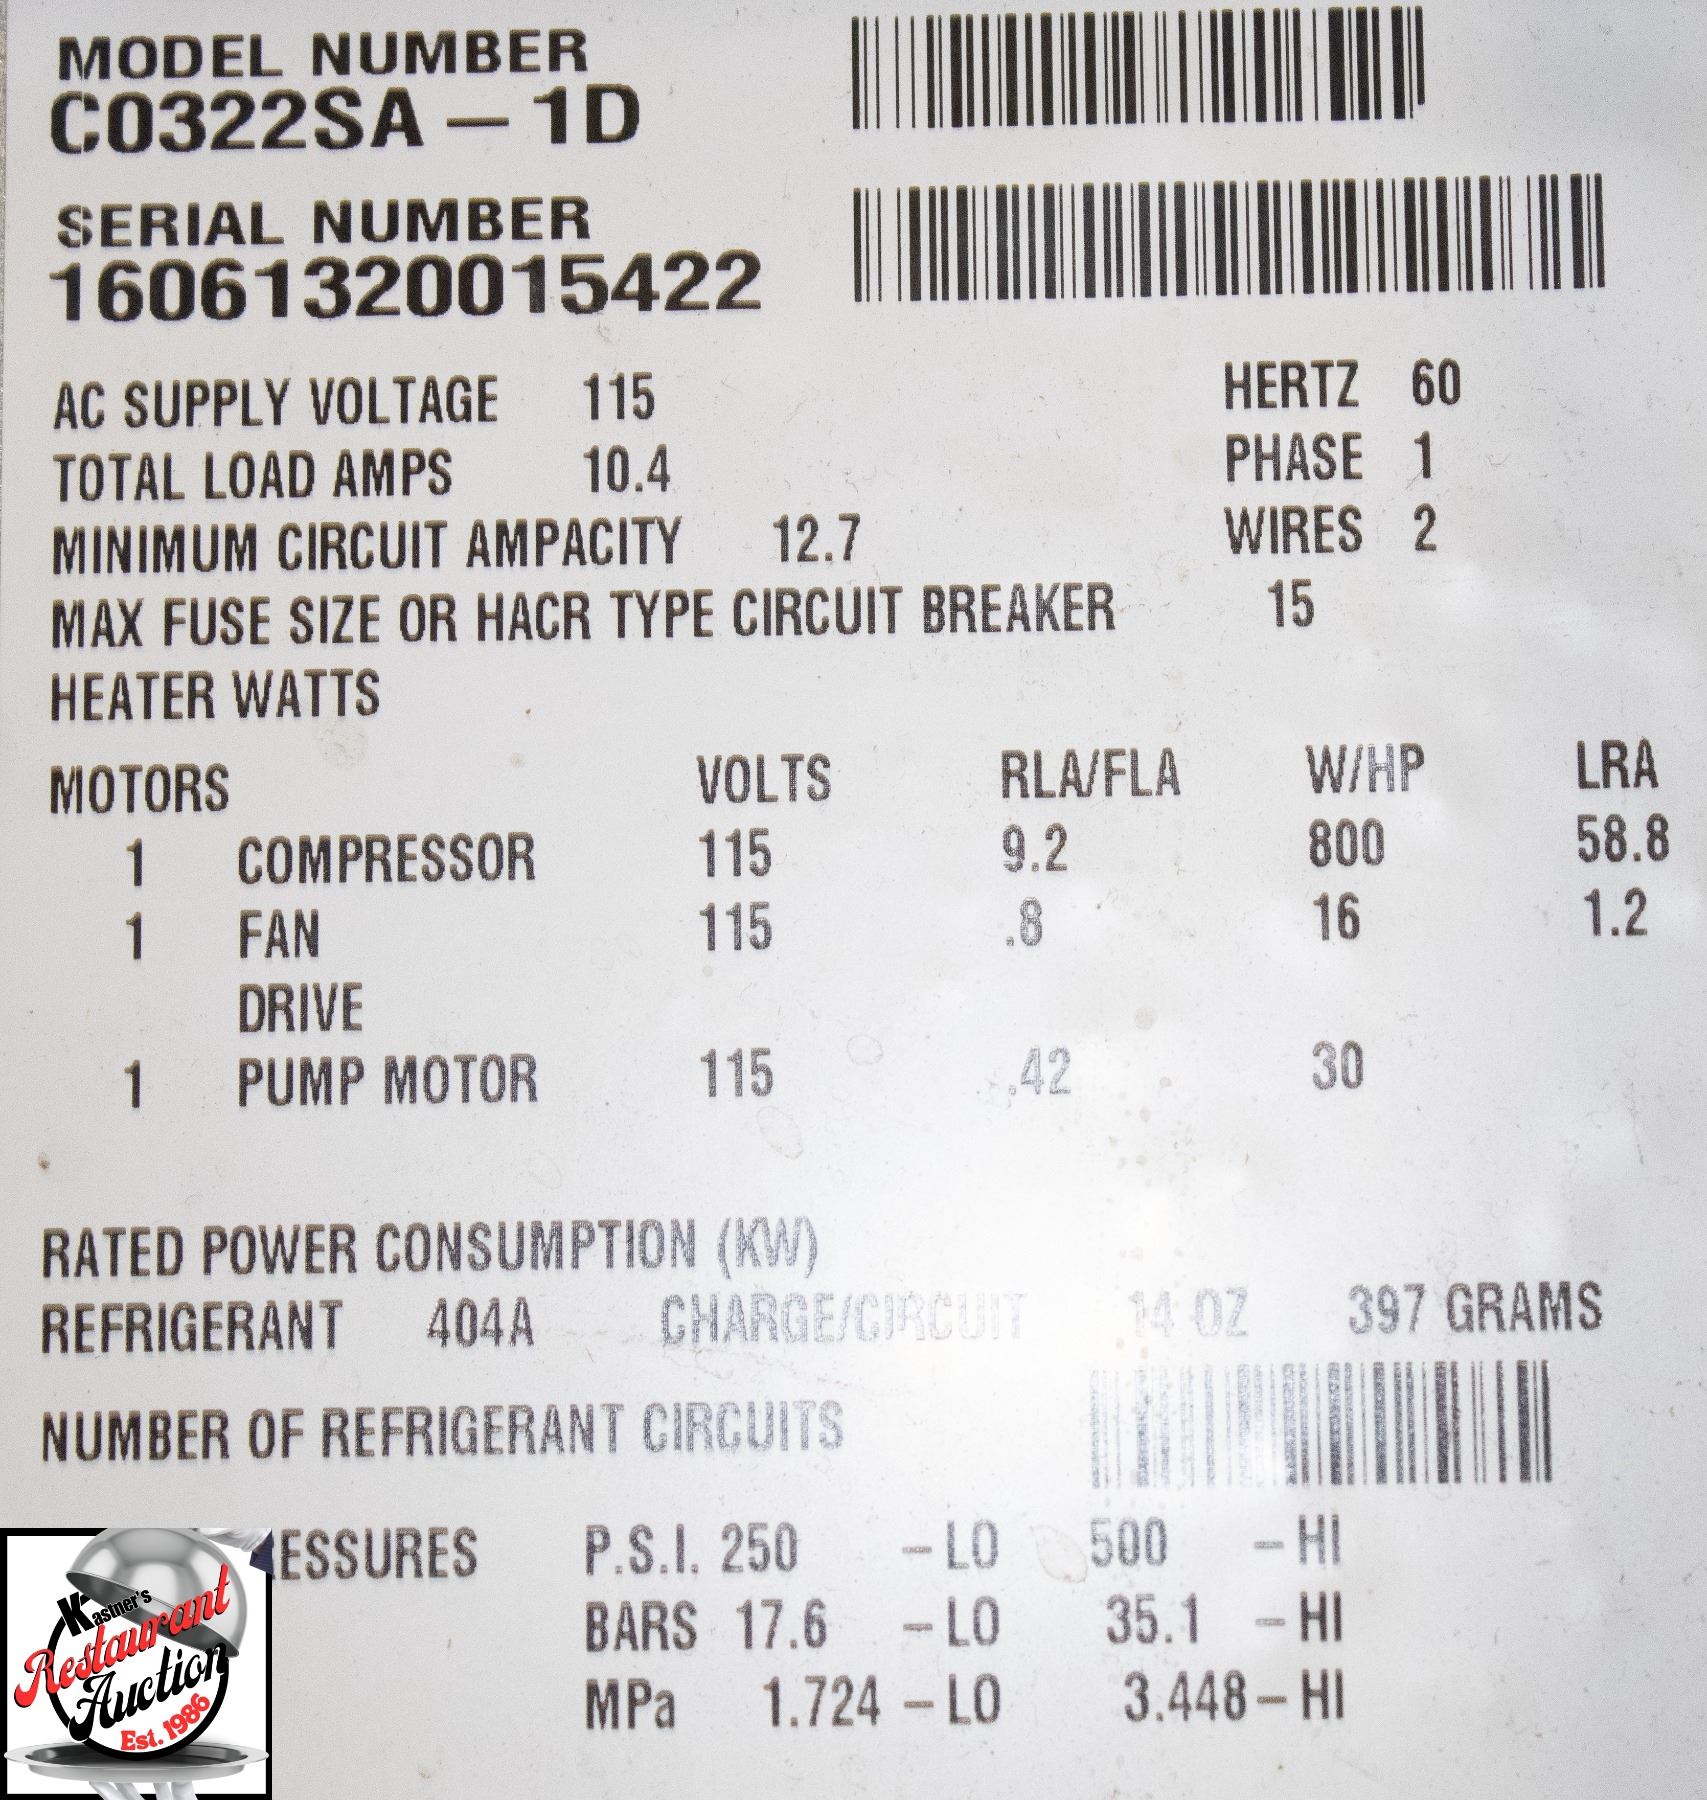 MODEL NUMBER
C0322SA – 1D
SERIAL NUMBER
16061320015422
AC SUPPLY VOLTAGE 115 HERTZ 60
TOTAL LOAD AMPS 10.4 PHASE 1
MINIMUM CIRCUIT AMPACITY 12.7 WIRES 2
MAX FUSE SIZE OR HACR TYPE CIRCUIT BREAKER 15
HEATER WATTS
MOTORS VOLTS RLA/FLA W/HP LRA
1 COMPRESSOR 115 9.2 800 58.8
1 FAN 115 .8 16 1.2
DRIVE
1 PUMP MOTOR 115 .42 30
RATED POWER CONSUMPTION (KW)
REFRIGERANT 404A CHARGE/CIRCUIT 14 OZ 397 GRAMS
NUMBER OF REFRIGERANT CIRCUITS
ESSURES P.S.I. 250 – LO 500 – HI
BARS 17.6 – LO 35.1 – HI
MPa 1.724 – LO 3.448 – HI
Kastner's
Restaurant
Auction
Est. 1986